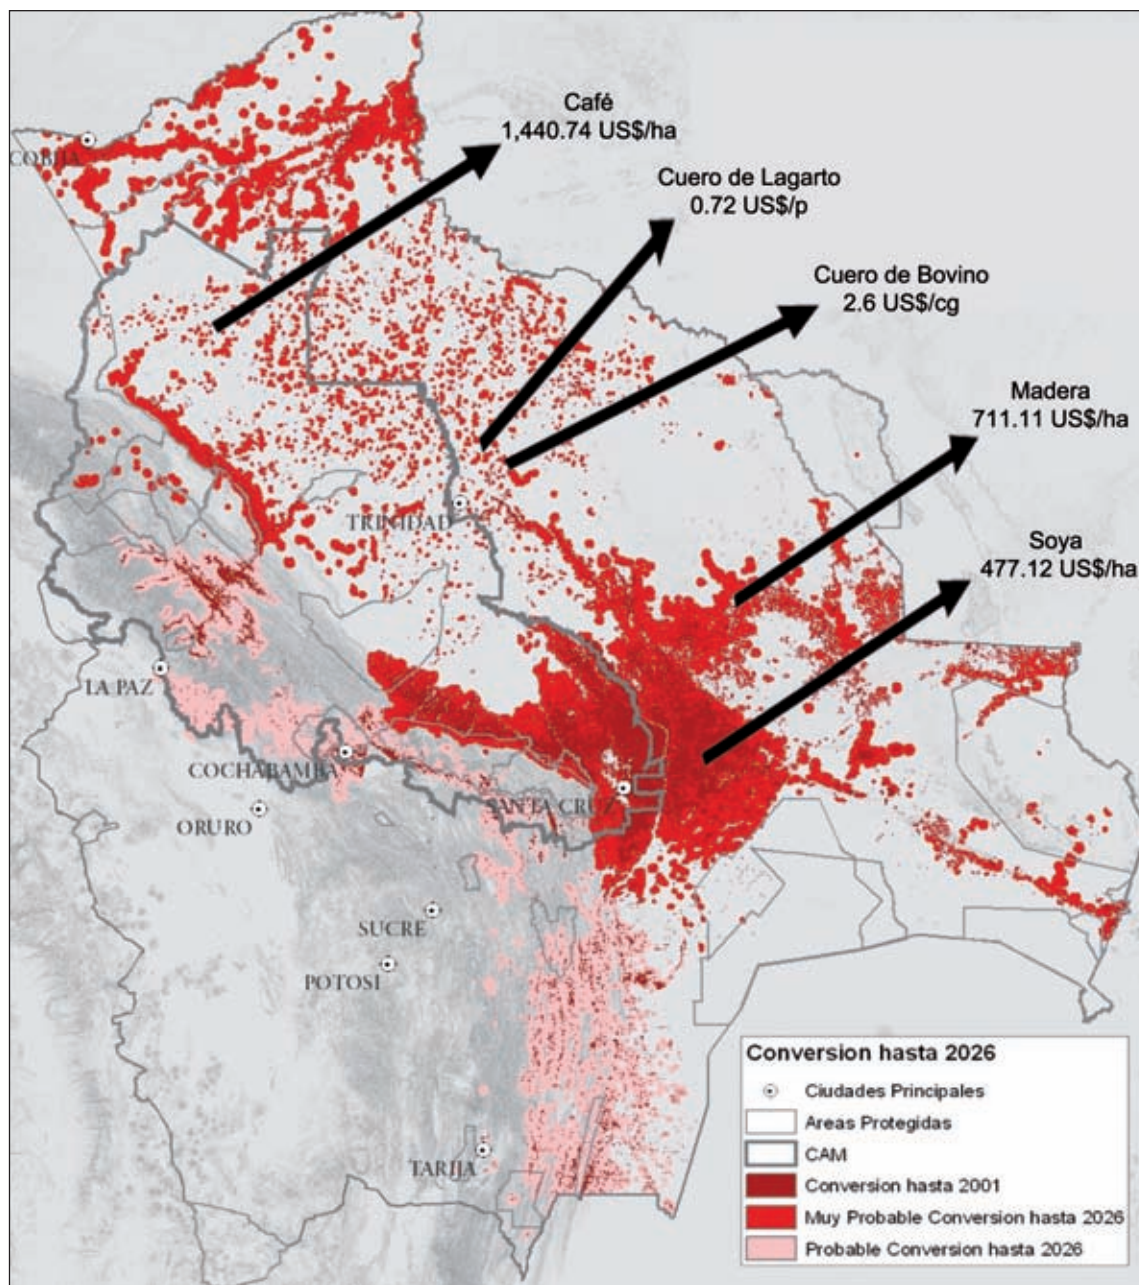 Café
1,440.74 US$/ha
COBIJA
Cuero de Lagarto
0.72 US$/p
Cuero de Bovino
2.6 US$/cg
Madera
711.11 US$/ha
TRINIDAD
Soya
477.12 US$/ha
LA PAZ
COCHABAMBA
SANTA CRUZ
ORURO
SUCRE
POTOSI
TARIJA
Conversion hasta 2026
Ciudades Principales
Areas Protegidas
CAM
Conversion hasta 2001
Muy Probable Conversion hasta 2026
Probable Conversion hasta 2026